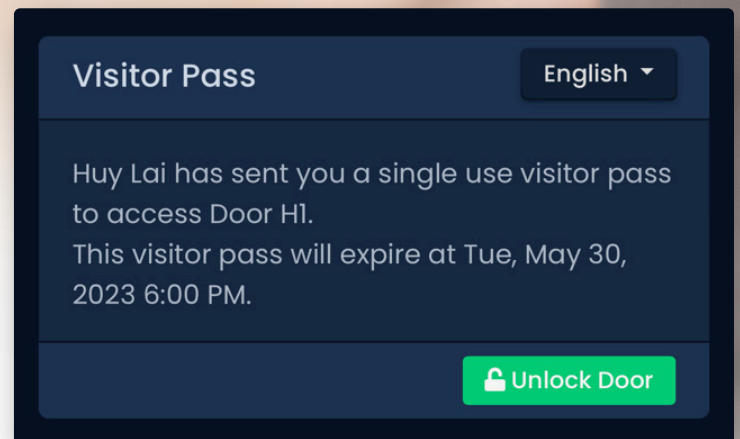 Visitor Pass
English
Huy Lai has sent you a single use visitor pass
to access Door H1.
This visitor pass will expire at Tue, May 30,
2023 6:00 PM.
Unlock Door